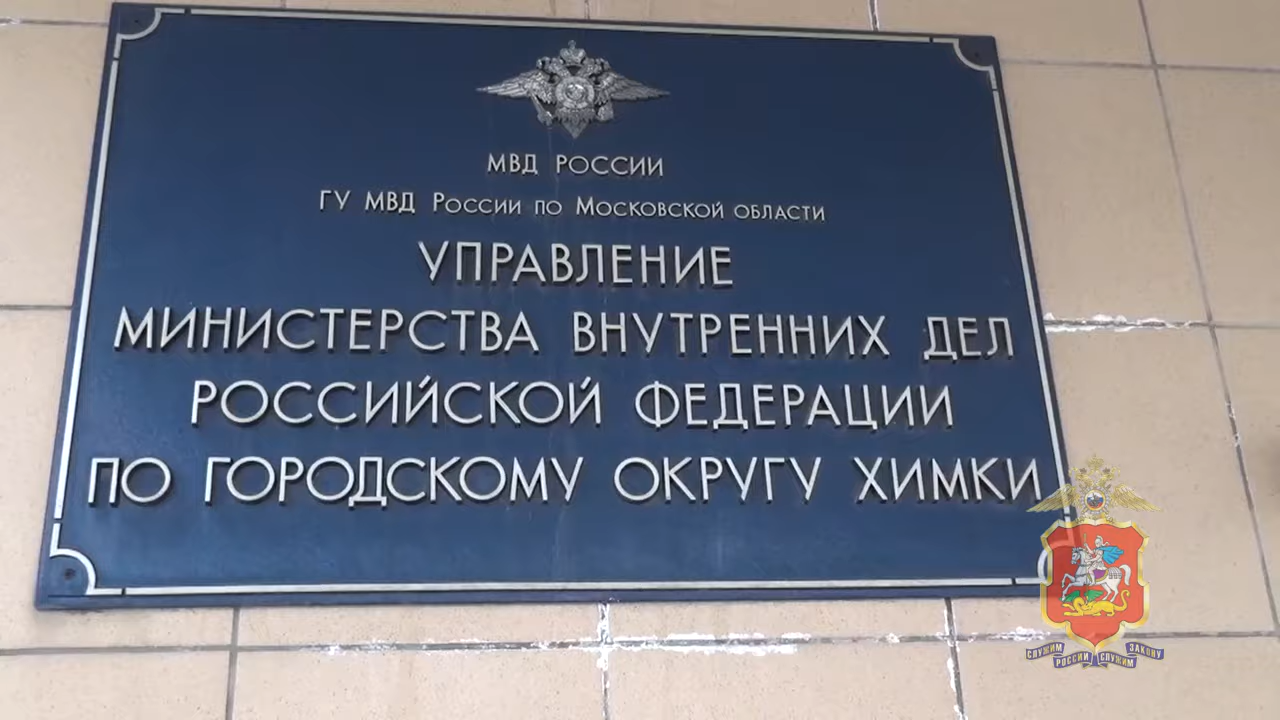 МВД РОССИИ
ГУ МВД РОССИИ ПО МОСКОВСКОЙ ОБЛАСТИ
УПРАВЛЕНИЕ
МИНИСТЕРСТВА ВНУТРЕННИХ ДЕЛ
РОССИЙСКОЙ ФЕДЕРАЦИИ
ПО ГОРОДСКОМУ ОКРУГУ ХИМКИ
СЛУЖИМ РОССИИ СЛУЖИМ ЗАКОНУ